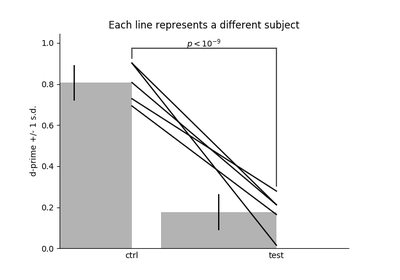 Each line represents a different subject
p < 10⁻⁹
1.0
0.8
0.6
0.4
0.2
0.0
d-prime +/- 1 s.d.
ctrl test